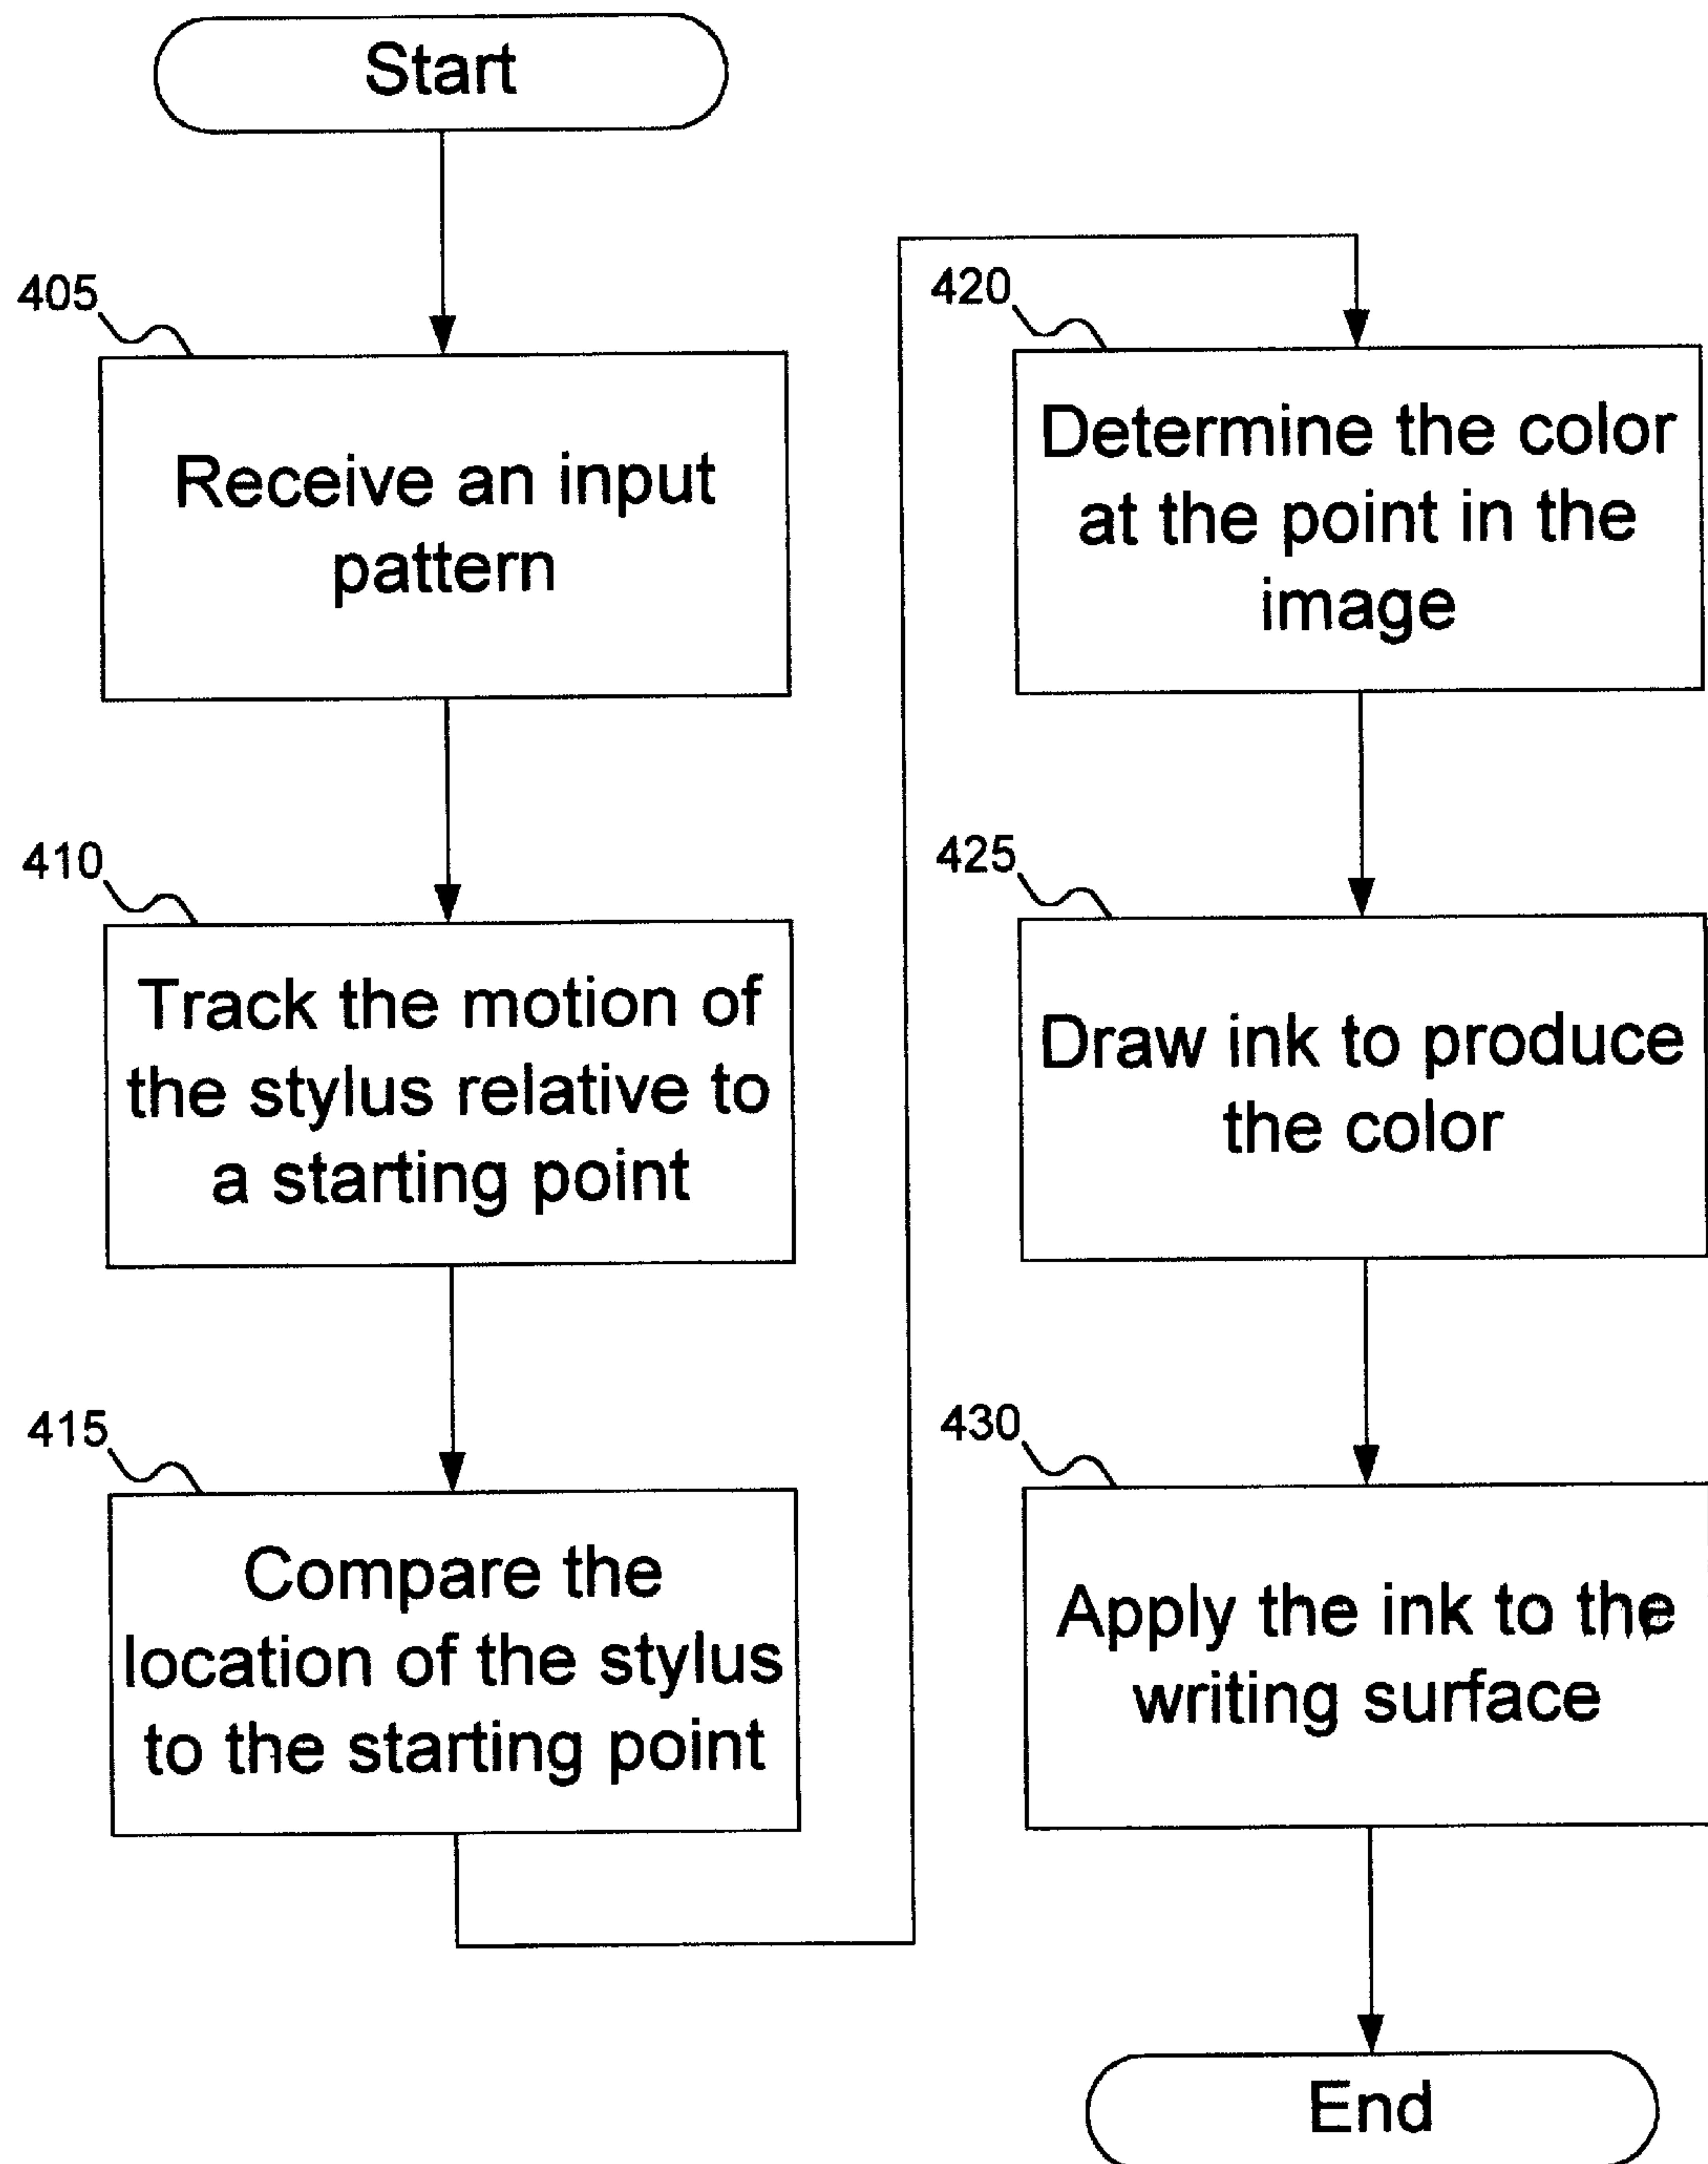 Start
405
Receive an input
pattern
410
Track the motion of
the stylus relative to
a starting point
415
Compare the
location of the stylus
to the starting point
420
Determine the color
at the point in the
image
425
Draw ink to produce
the color
430
Apply the ink to the
writing surface
End